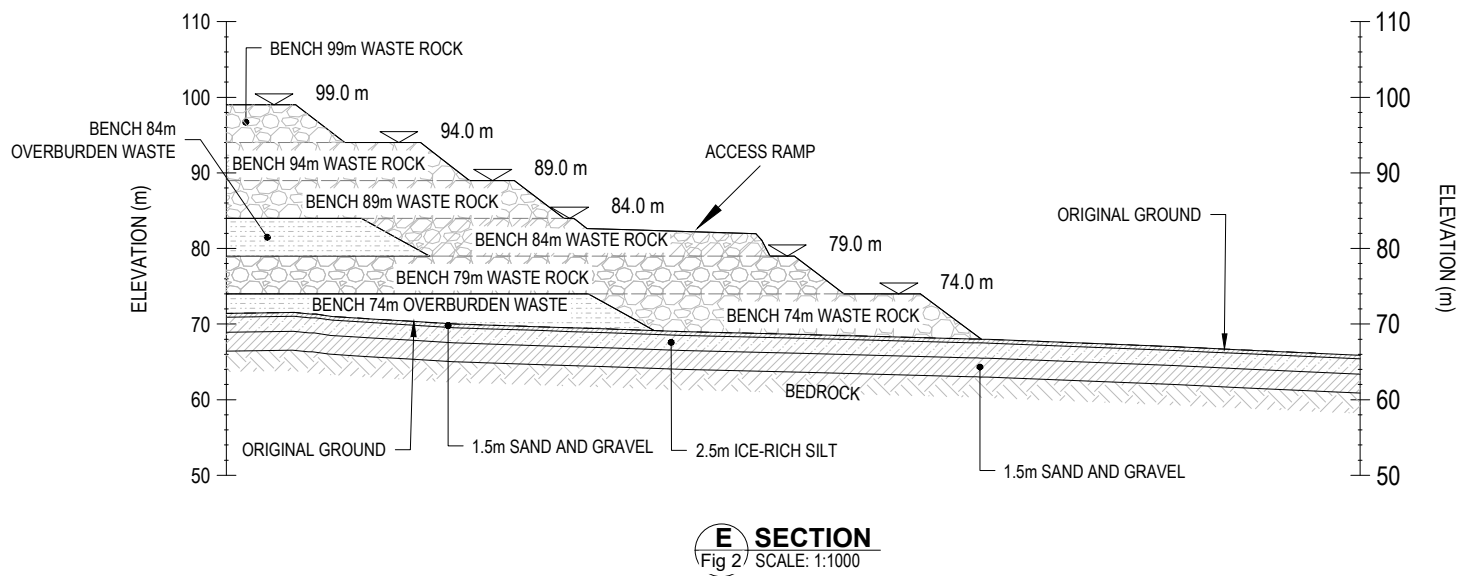 110
100
90
80
70
60
50
ELEVATION (m)
BENCH 99m WASTE ROCK
99.0 m
BENCH 84m
OVERBURDEN WASTE
94.0 m
BENCH 94m WASTE ROCK
89.0 m
ACCESS RAMP
BENCH 89m WASTE ROCK
84.0 m
ORIGINAL GROUND
BENCH 84m WASTE ROCK
79.0 m
BENCH 79m WASTE ROCK
74.0 m
BENCH 74m OVERBURDEN WASTE
BENCH 74m WASTE ROCK
BEDROCK
ORIGINAL GROUND
1.5m SAND AND GRAVEL
2.5m ICE-RICH SILT
1.5m SAND AND GRAVEL
110
100
90
80
70
60
50
ELEVATION (m)
E SECTION
Fig 2 SCALE: 1:1000